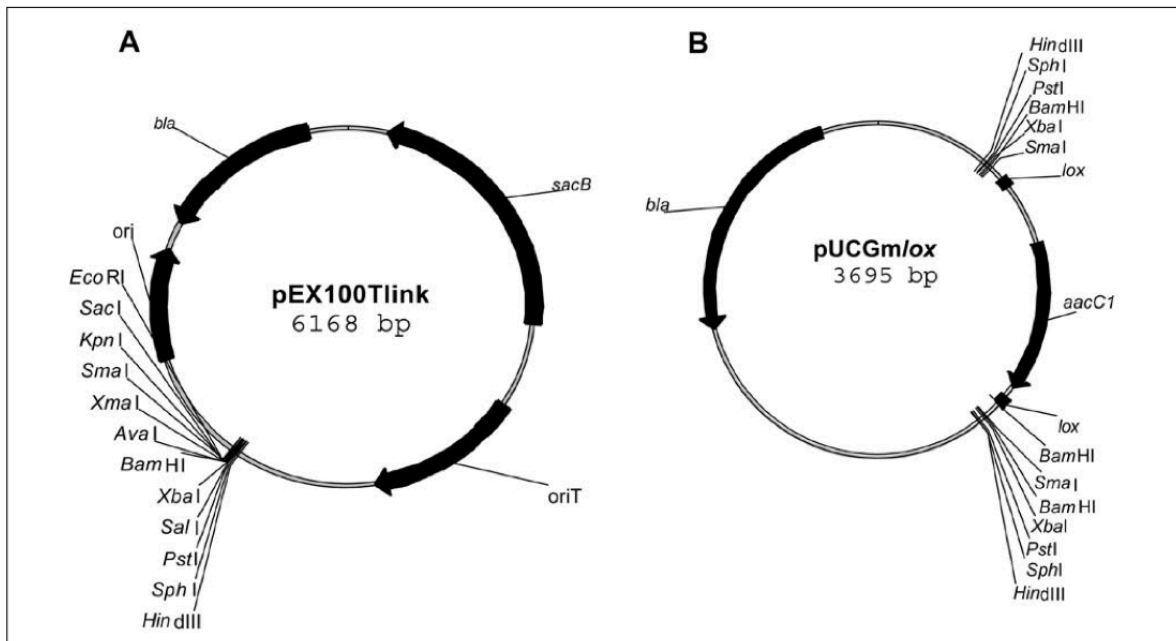 A
bla
sacB
ori
EcoRI
SacI
KpnI
SmaI
XmaI
AvaI
BamHI
XbaI
SalI
PstI
SphI
HindIII
pEX100Tlink
6168 bp
oriT
B
HindIII
SphI
PstI
BamHI
XbaI
SmaI
lox
bla
pUCGmlox
3695 bp
aacC1
lox
BamHI
SmaI
BamHI
XbaI
PstI
SphI
HindIII